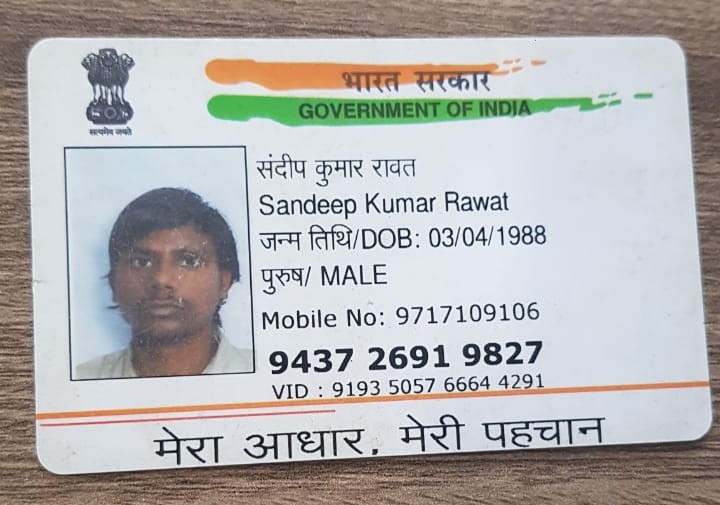 सत्यमेव जयते
भारत सरकार
GOVERNMENT OF INDIA
संदीप कुमार रावत
Sandeep Kumar Rawat
जन्म तिथि/DOB: 03/04/1988
पुरुष/ MALE
Mobile No: 9717109106
9437 2691 9827
VID : 9193 5057 6664 4291
मेरा आधार, मेरी पहचान